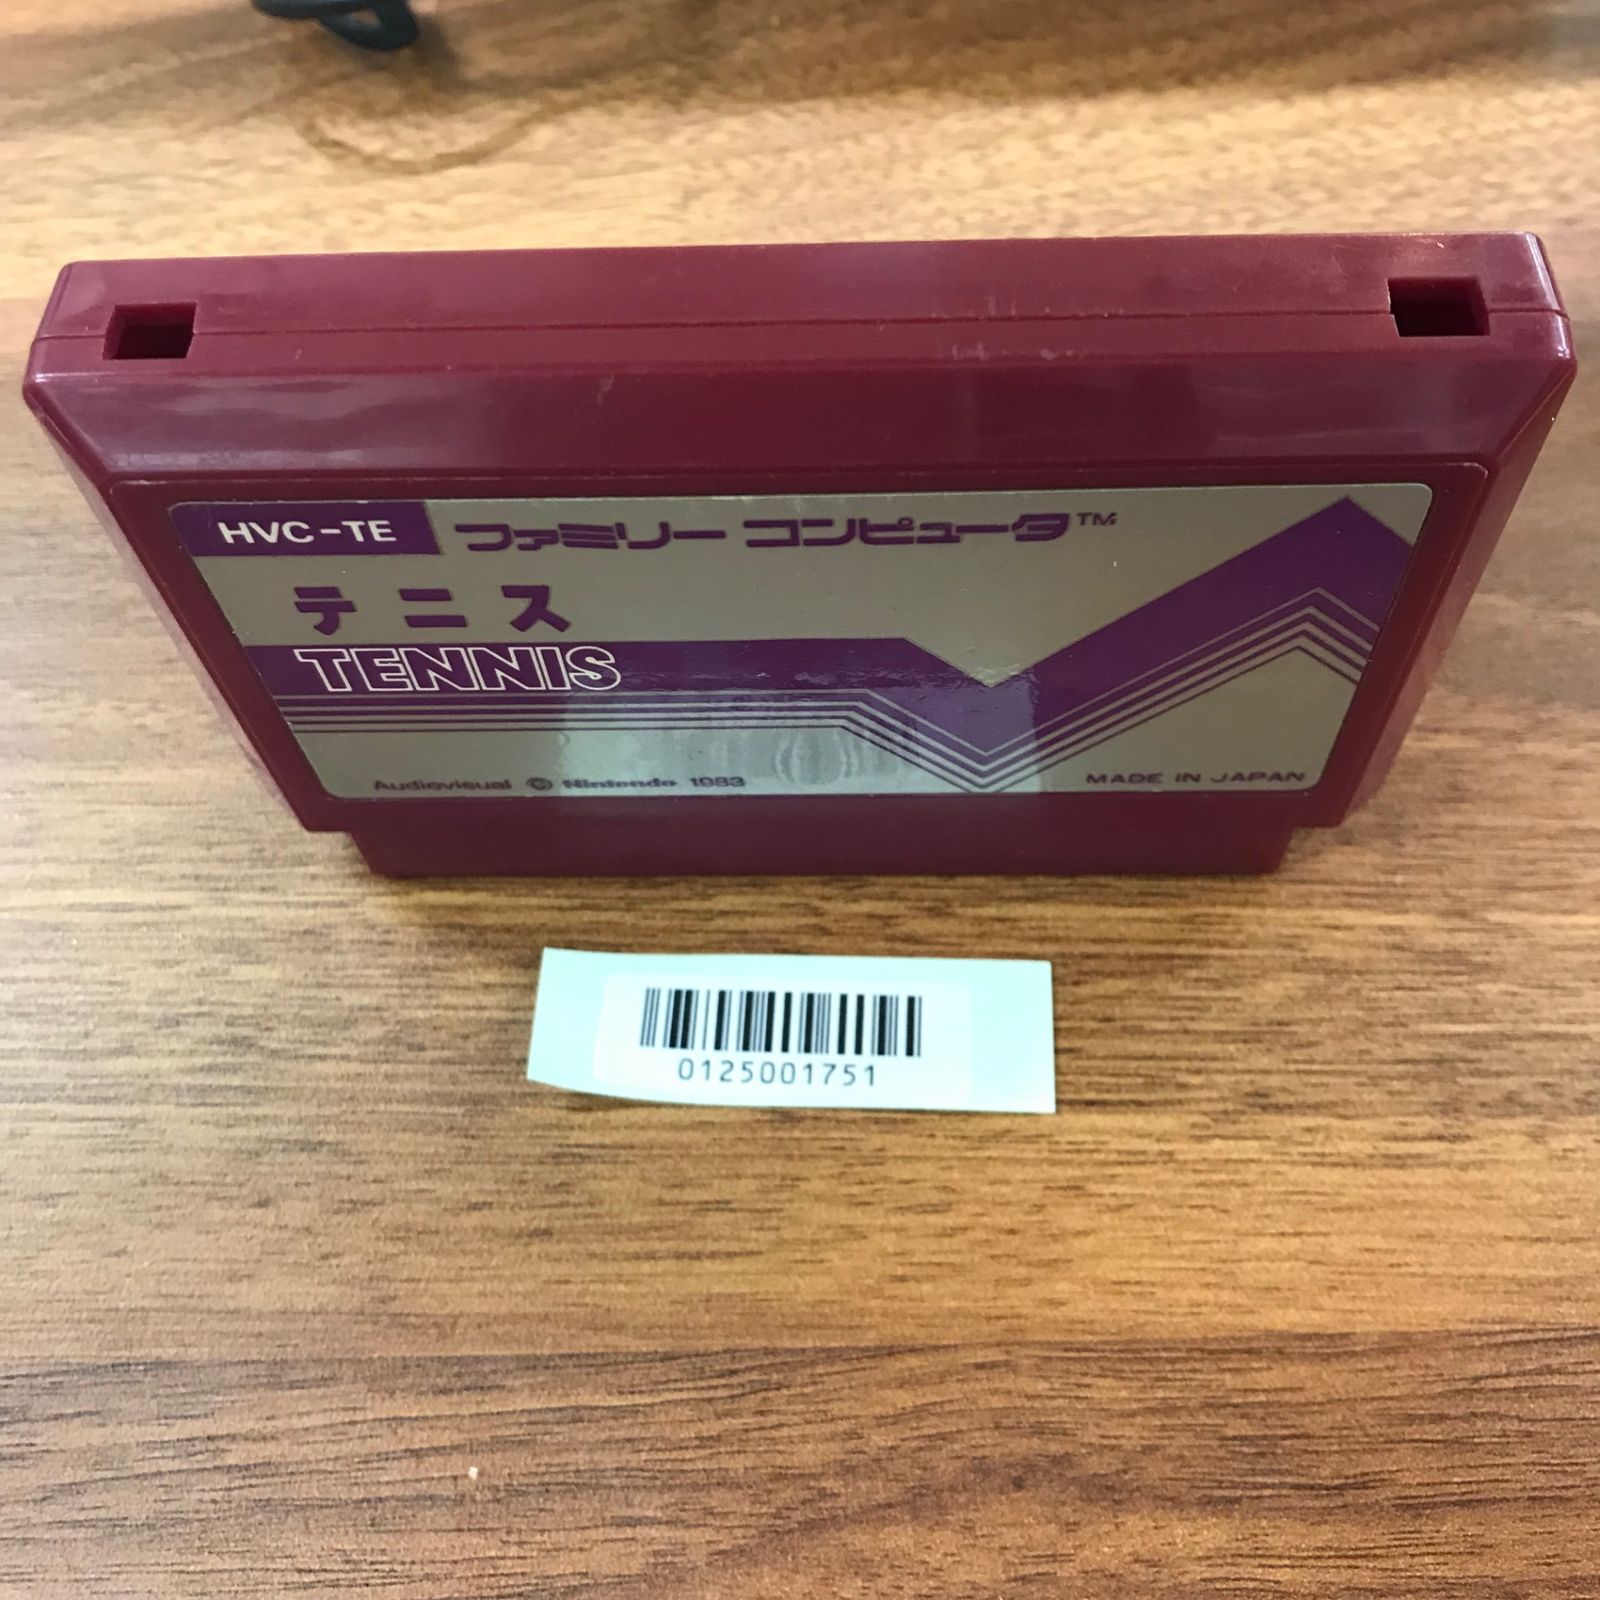 HVC-TE
ファミリー コンピュータ™
テニス
TENNIS
Audiovisual © Nintendo 1983
MADE IN JAPAN
0125001751